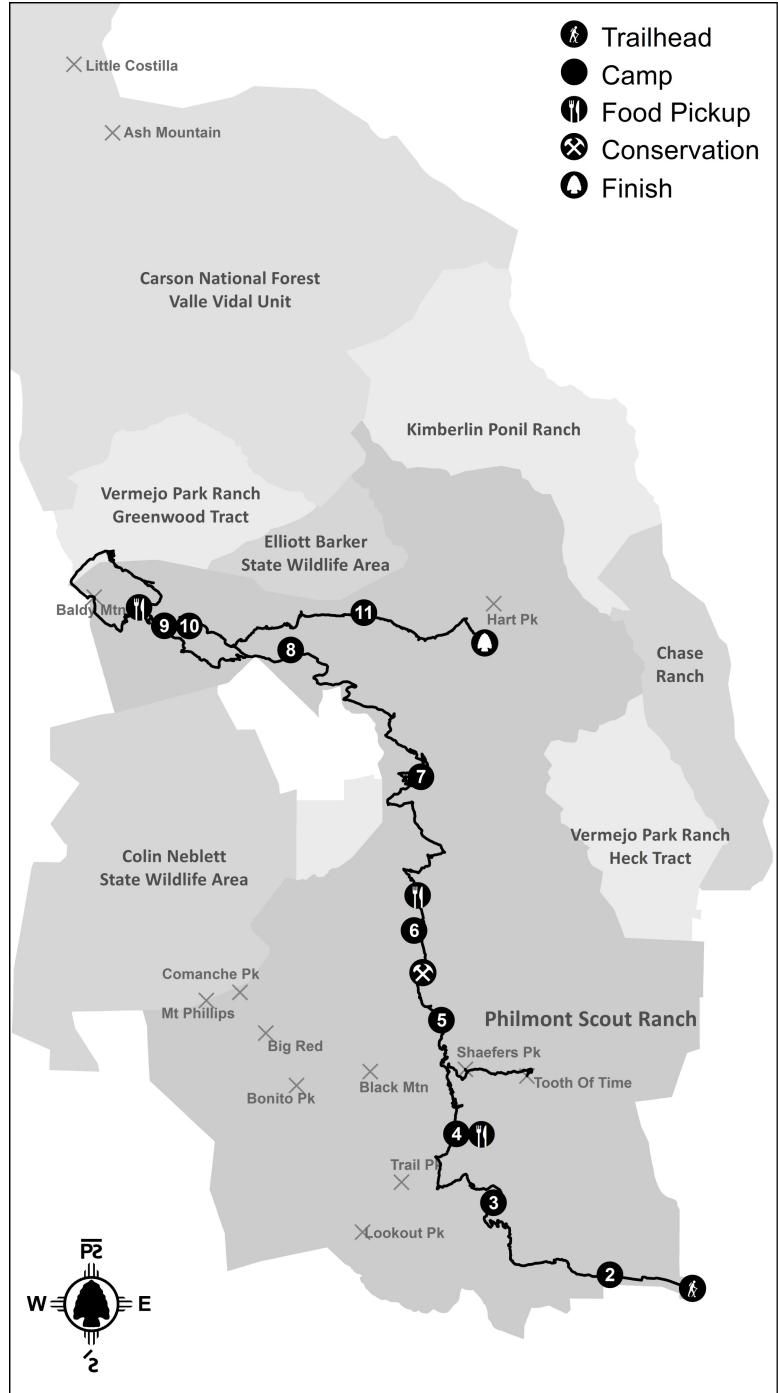 Little Costilla
Ash Mountain
Trailhead
Camp
Food Pickup
Conservation
Finish
Carson National Forest
Valle Vidal Unit
Kimberlin Ponil Ranch
Vermejo Park Ranch
Greenwood Tract
Elliott Barker
State Wildlife Area
Baldy Mtn
9
10
11
8
Hart Pk
Chase
Ranch
7
Vermejo Park Ranch
Heck Tract
Colin Neblett
State Wildlife Area
6
Comanche Pk
Mt Phillips
5
Philmont Scout Ranch
Big Red
Shaefers Pk
Black Mtn
Tooth Of Time
Bonito Pk
4
Trail Pk
3
Lookout Pk
2
W
E